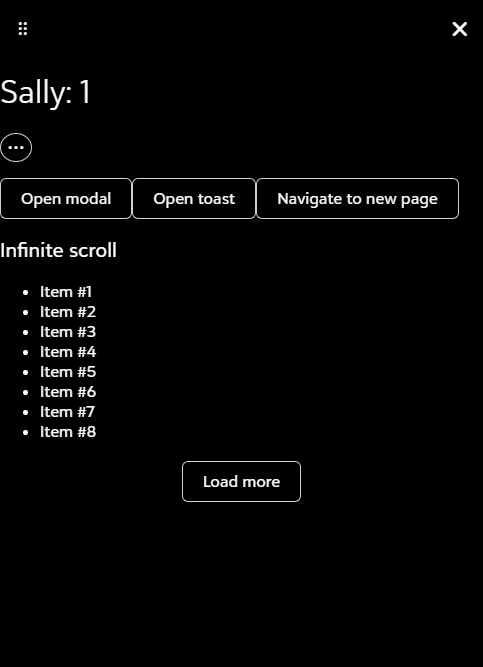 Sally: 1
Open modal Open toast Navigate to new page
Infinite scroll
Item #1
Item #2
Item #3
Item #4
Item #5
Item #6
Item #7
Item #8
Load more